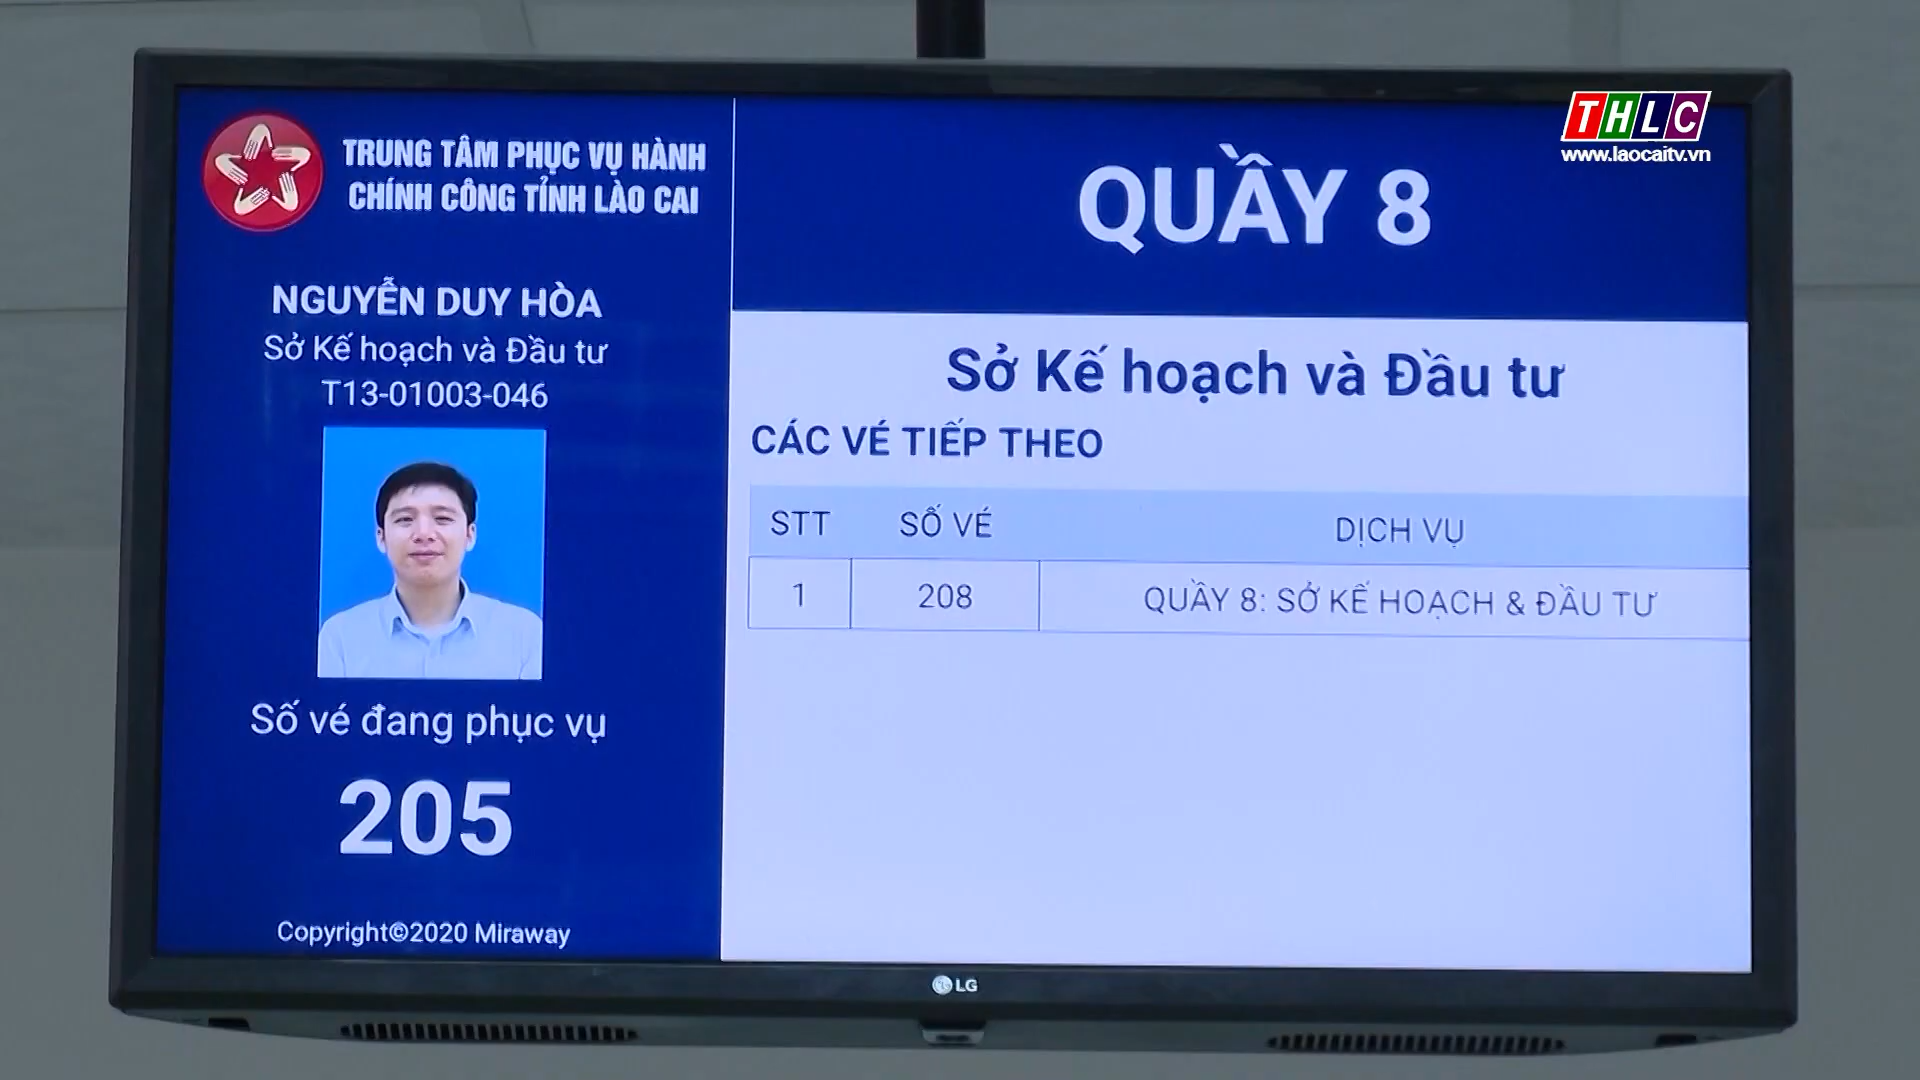 THLC
www.laocaitv.vn
TRUNG TÂM PHỤC VỤ HÀNH
CHÍNH CÔNG TỈNH LÀO CAI
NGUYỄN DUY HÒA
Sở Kế hoạch và Đầu tư
T13-01003-046
Số vé đang phục vụ
205
Copyright©2020 Miraway
QUẦY 8
Sở Kế hoạch và Đầu tư
CÁC VÉ TIẾP THEO
STT SỐ VÉ DỊCH VỤ
1 208 QUẦY 8: SỞ KẾ HOẠCH & ĐẦU TƯ
LG